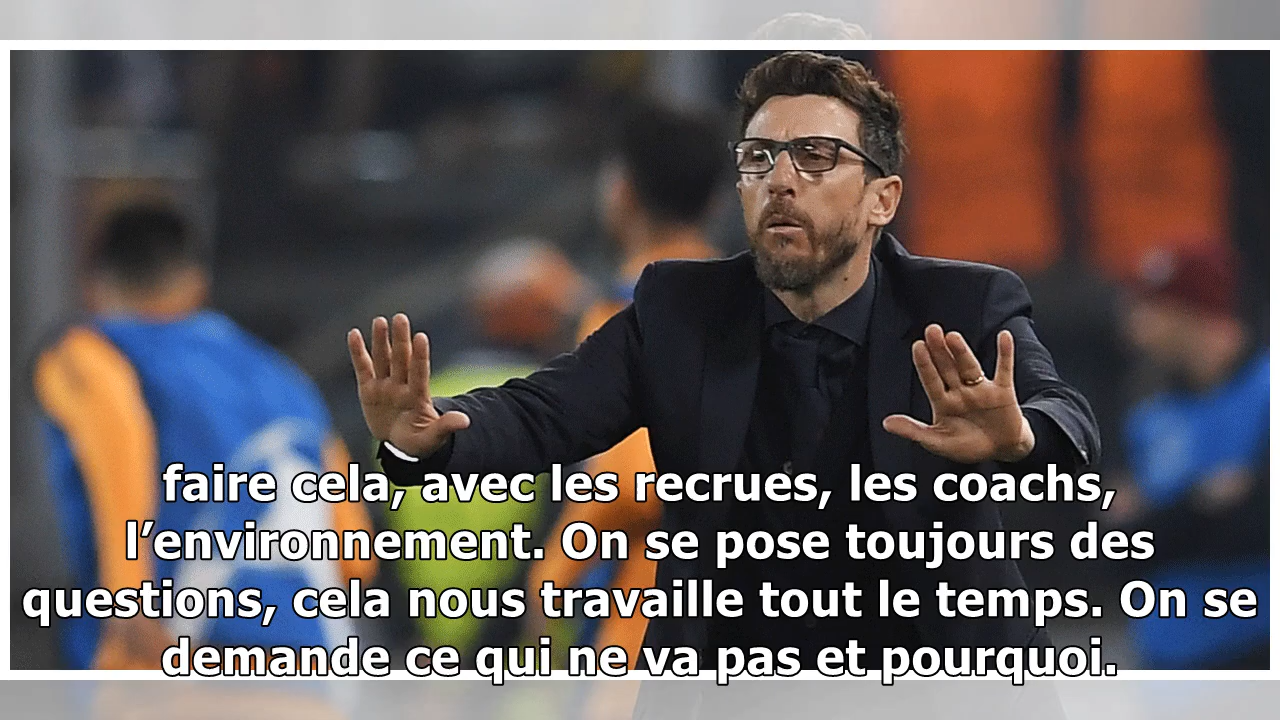 faire cela, avec les recrues, les coachs,
l’environnement. On se pose toujours des
questions, cela nous travaille tout le temps. On se
demande ce qui ne va pas et pourquoi.